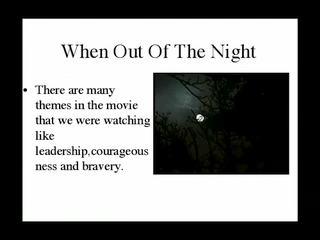 When Out Of The Night
• There are many
themes in the movie
that we were watching
like
leadership,courageous
ness and bravery.